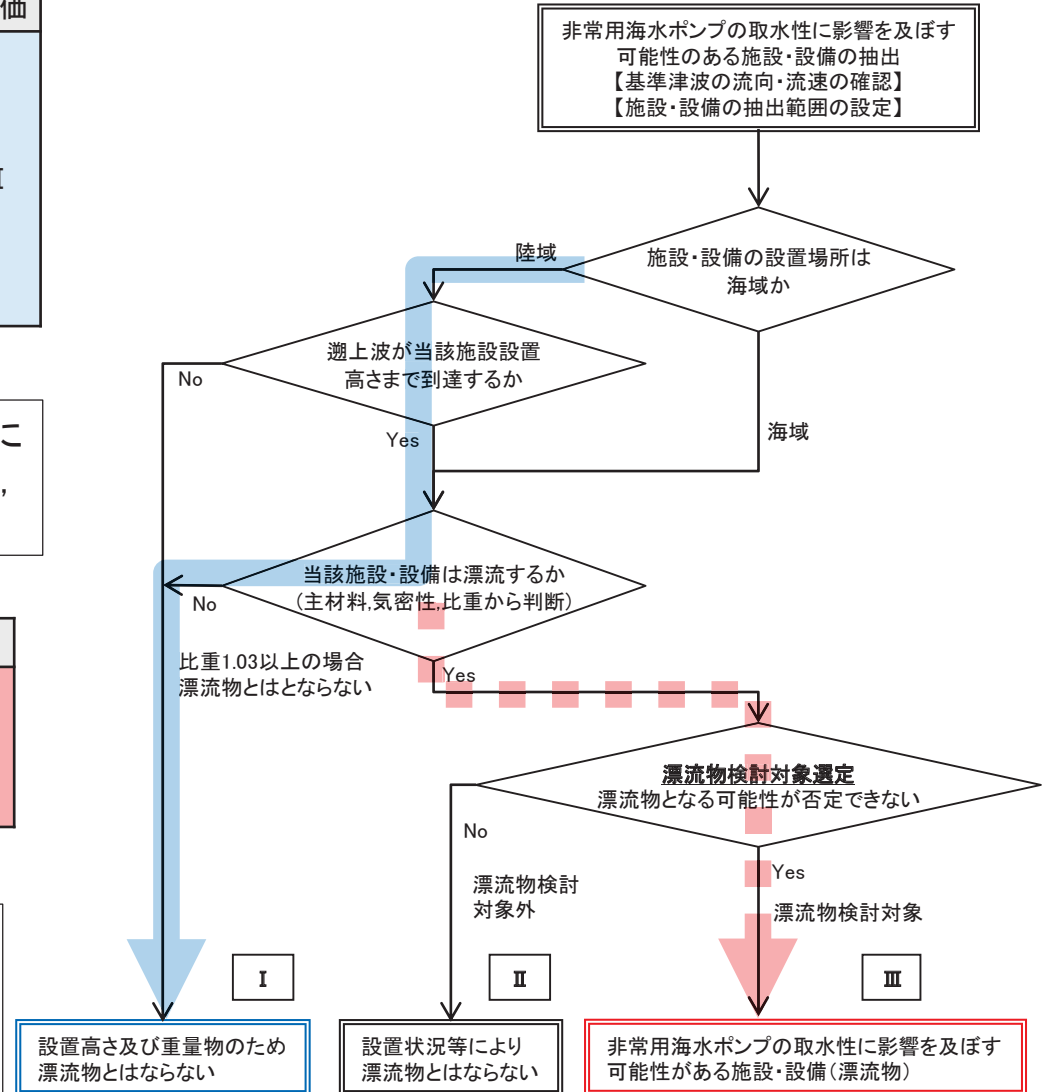 価
Ⅰ
に
，
非常用海水ポンプの取水性に影響を及ぼす
可能性のある施設・設備の抽出
【基準津波の流向・流速の確認】
【施設・設備の抽出範囲の設定】
陸域
施設・設備の設置場所は
海域か
遡上波が当該施設設置
高さまで到達するか
No
Yes
海域
当該施設・設備は漂流するか
(主材料,気密性,比重から判断)
No
比重1.03以上の場合
漂流物とはとならない
Yes
漂流物検討対象選定
漂流物となる可能性が否定できない
No
漂流物検討
対象外
Yes
漂流物検討対象
Ⅰ
Ⅱ
Ⅲ
設置高さ及び重量物のため
漂流物とはならない
設置状況等により
漂流物とはならない
非常用海水ポンプの取水性に影響を及ぼす
可能性がある施設・設備(漂流物)